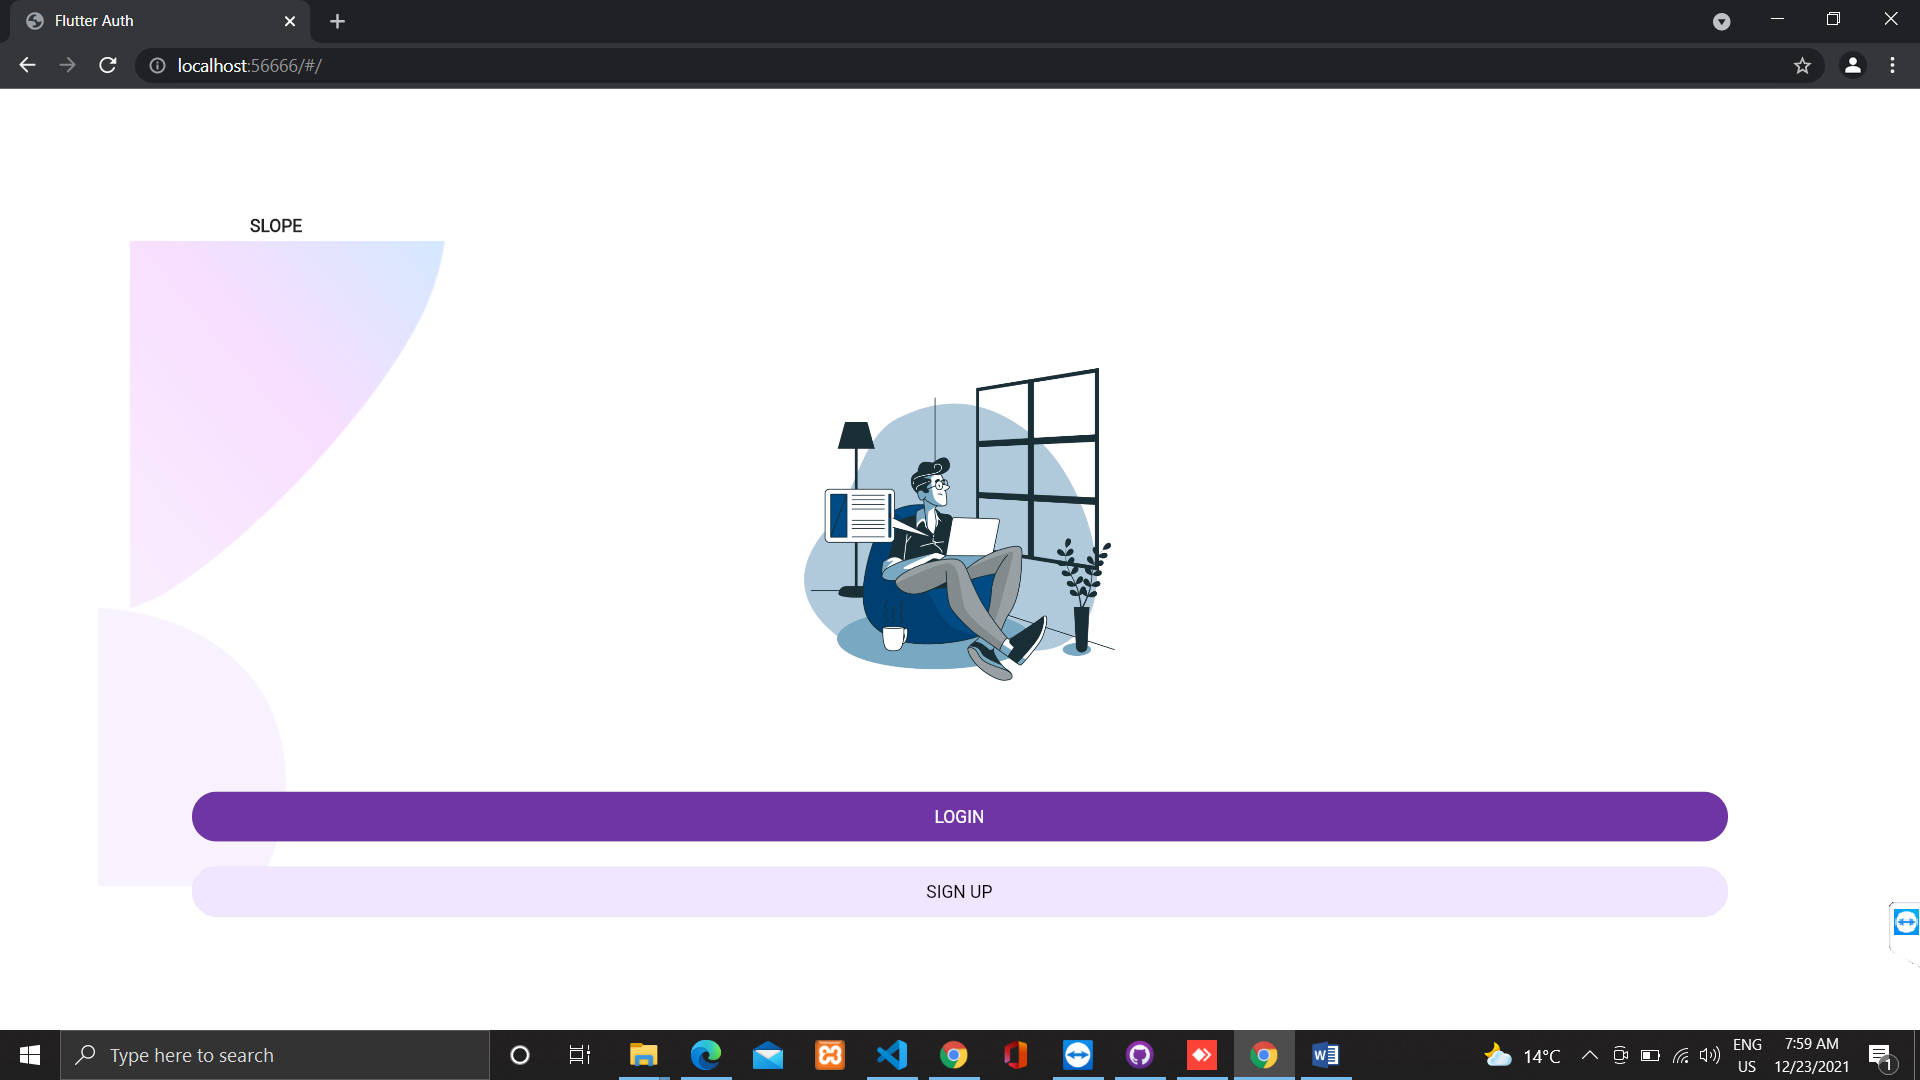 Flutter Auth
localhost:56666/#/
SLOPE
LOGIN
SIGN UP
Type here to search
14°C
ENG
US
7:59 AM
12/23/2021
1